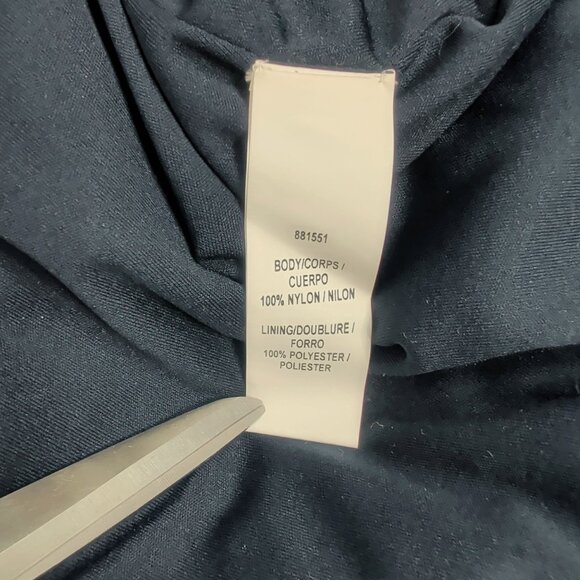 881551
BODY/CORPS/
CUERPO
100% NYLON / NILON
LINING/DOUBLURE /
FORRO
100% POLYESTER /
POLIESTER